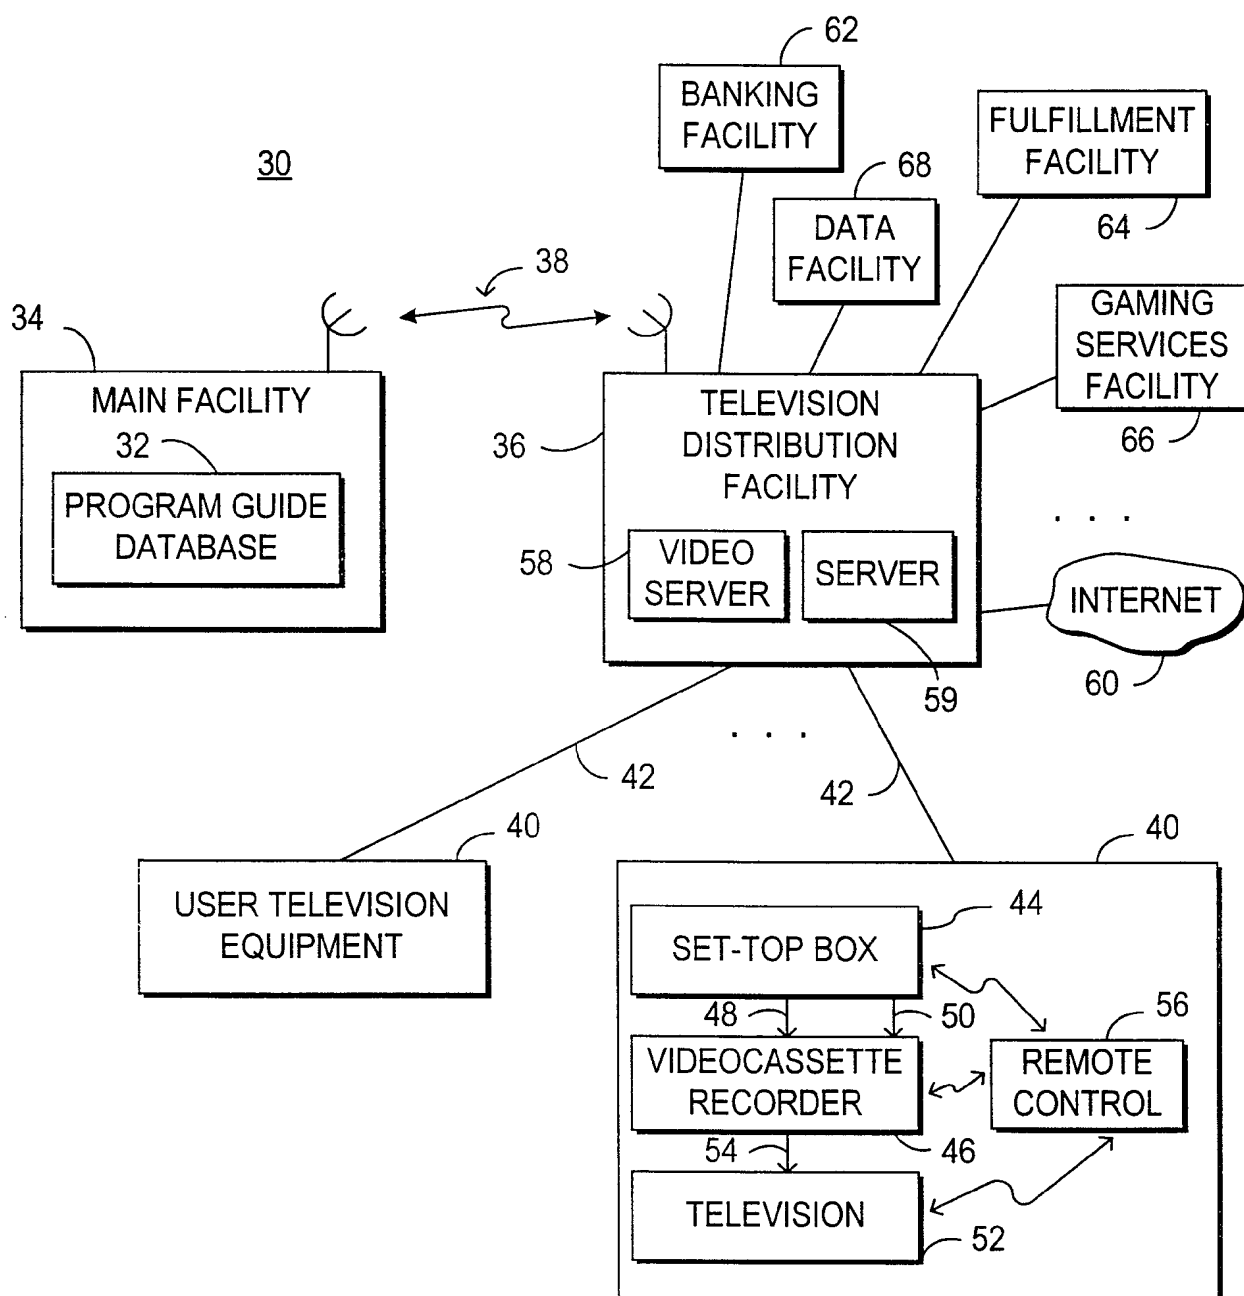 62
BANKING
FACILITY
FULFILLMENT
FACILITY
64
30
68
DATA
FACILITY
38
GAMING
SERVICES
FACILITY
66
34
MAIN FACILITY
32
PROGRAM GUIDE
DATABASE
36
TELEVISION
DISTRIBUTION
FACILITY
58
VIDEO
SERVER
SERVER
59
. . .
INTERNET
60
. . .
42
42
40
USER TELEVISION
EQUIPMENT
40
44
SET-TOP BOX
48
50
56
VIDEOCASSETTE
RECORDER
REMOTE
CONTROL
54
46
TELEVISION
52